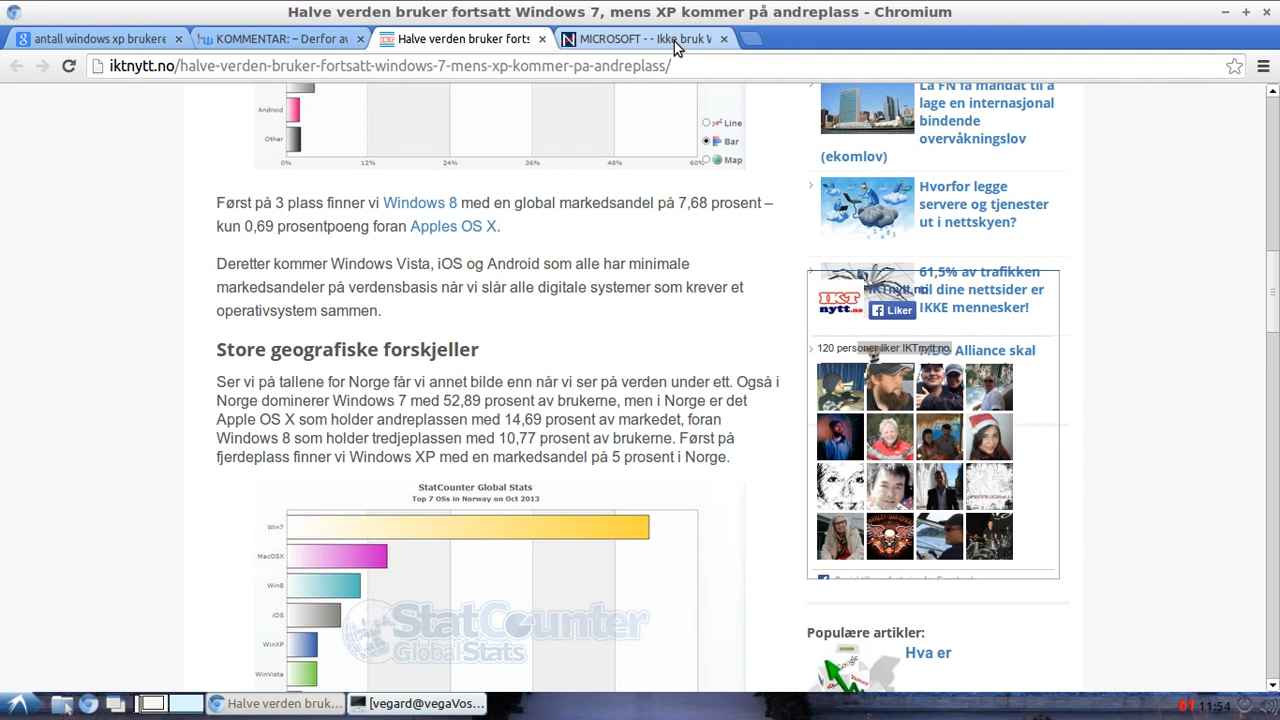 Halve verden bruker fortsatt Windows 7, mens XP kommer på andreplass - Chromium
antall windows xp brukere
KOMMENTAR: – Derfor av
Halve verden bruker forts
MICROSOFT - - Ikke bruk W
iktnytt.no/halve-verden-bruker-fortsatt-windows-7-mens-xp-kommer-pa-andreplass/
Android
Other
0%
12%
24%
36%
48%
60%
Line
Bar
Map
Først på 3 plass finner vi Windows 8 med en global markedsandel på 7,68 prosent –
kun 0,69 prosentpoeng foran Apples OS X.
Deretter kommer Windows Vista, iOS og Android som alle har minimale
markedsandeler på verdensbasis når vi slår alle digitale systemer som krever et
operativsystem sammen.
Store geografiske forskjeller
Ser vi på tallene for Norge får vi annet bilde enn når vi ser på verden under ett. Også i
Norge dominerer Windows 7 med 52,89 prosent av brukerne, men i Norge er det
Apple OS X som holder andreplassen med 14,69 prosent av markedet, foran
Windows 8 som holder tredjeplassen med 10,77 prosent av brukerne. Først på
fjerdeplass finner vi Windows XP med en markedsandel på 5 prosent i Norge.
StatCounter Global Stats
Top 7 OSs in Norway on Oct 2013
Win7
MacOSX
Win8
iOS
WinXP
WinVista
StatCounter
Global Stats
La FN få mandat til å
lage en internasjonal
bindende
overvåkningslov
(ekomlov)
Hvorfor legge
servere og tjenester
ut i nettskyen?
61,5% av trafikken
til dine nettsider er
IKKE mennesker!
IKT
nytt.no
IKTnytt.no
Liker
120 personer liker IKTnytt.no.
Alliance skal
Populære artikler:
Hva er
Google
Halve verden bruk...
[vegard@vegaVos...
61 11:54